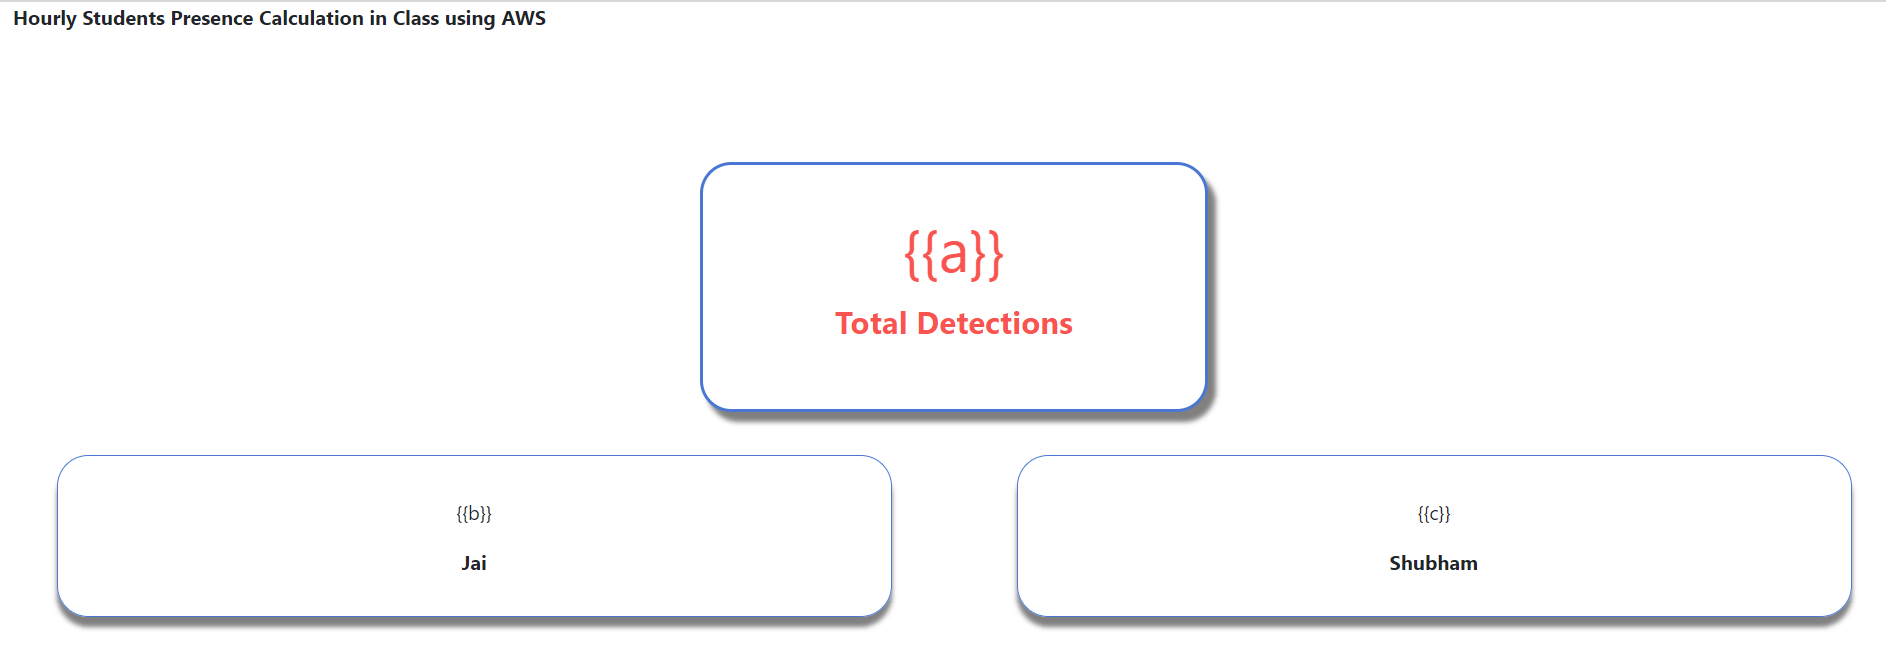 Hourly Students Presence Calculation in Class using AWS
{{a}}
Total Detections
{{b}}
Jai
{{c}}
Shubham